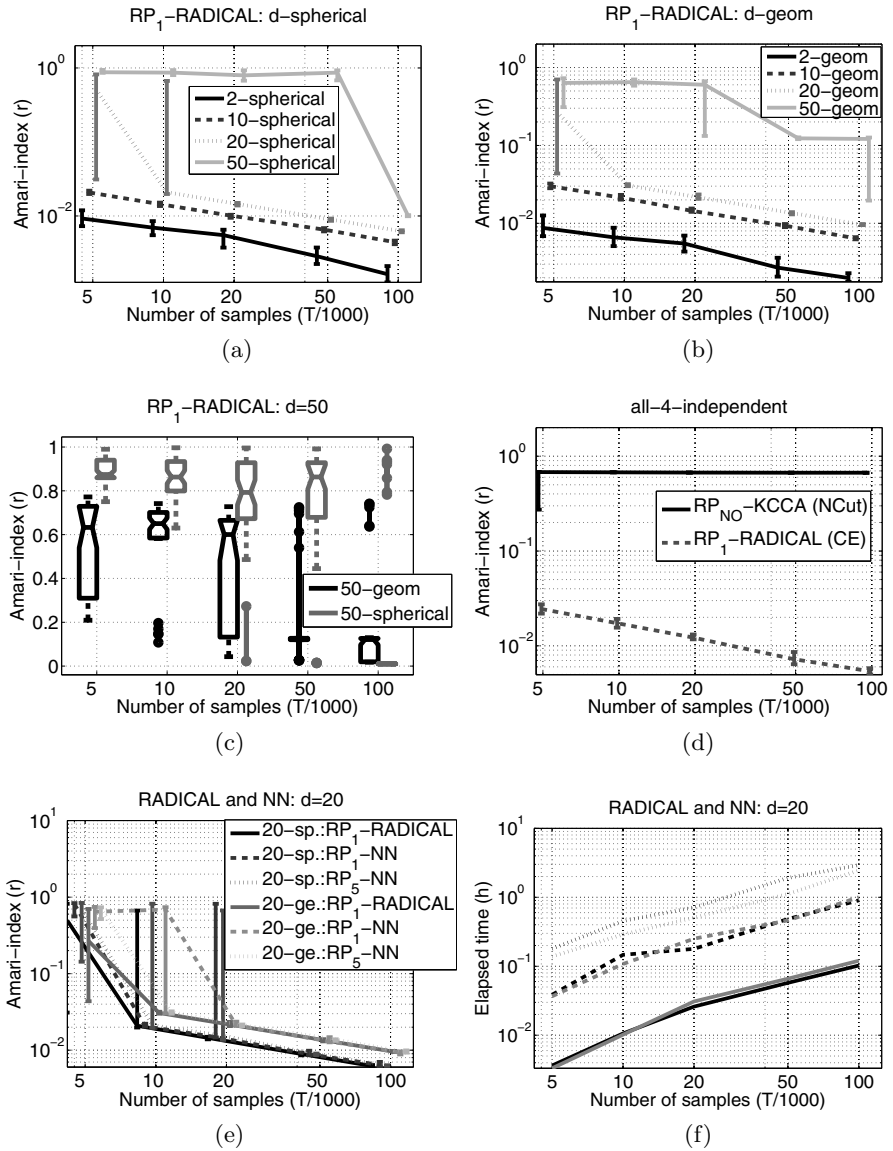 RP1−RADICAL: d−spherical
Amari−index (r)
10^0
10^−2
2−spherical
10−spherical
20−spherical
50−spherical
5 10 20 50 100
Number of samples (T/1000)
(a)
RP1−RADICAL: d−geom
Amari−index (r)
10^0
10^−1
10^−2
2−geom
10−geom
20−geom
50−geom
5 10 20 50 100
Number of samples (T/1000)
(b)
RP1−RADICAL: d=50
Amari−index (r)
1
0.8
0.6
0.4
0.2
0
50−geom
50−spherical
5 10 20 50 100
Number of samples (T/1000)
(c)
all−4−independent
Amari−index (r)
10^0
10^−1
10^−2
RPNO−KCCA (NCut)
RP1−RADICAL (CE)
5 10 20 50 100
Number of samples (T/1000)
(d)
RADICAL and NN: d=20
Amari−index (r)
10^1
10^0
10^−1
10^−2
20−sp.:RP1−RADICAL
20−sp.:RP1−NN
20−sp.:RP5−NN
20−ge.:RP1−RADICAL
20−ge.:RP1−NN
20−ge.:RP5−NN
5 10 20 50 100
Number of samples (T/1000)
(e)
RADICAL and NN: d=20
Elapsed time (h)
10^1
10^0
10^−1
10^−2
5 10 20 50 100
Number of samples (T/1000)
(f)